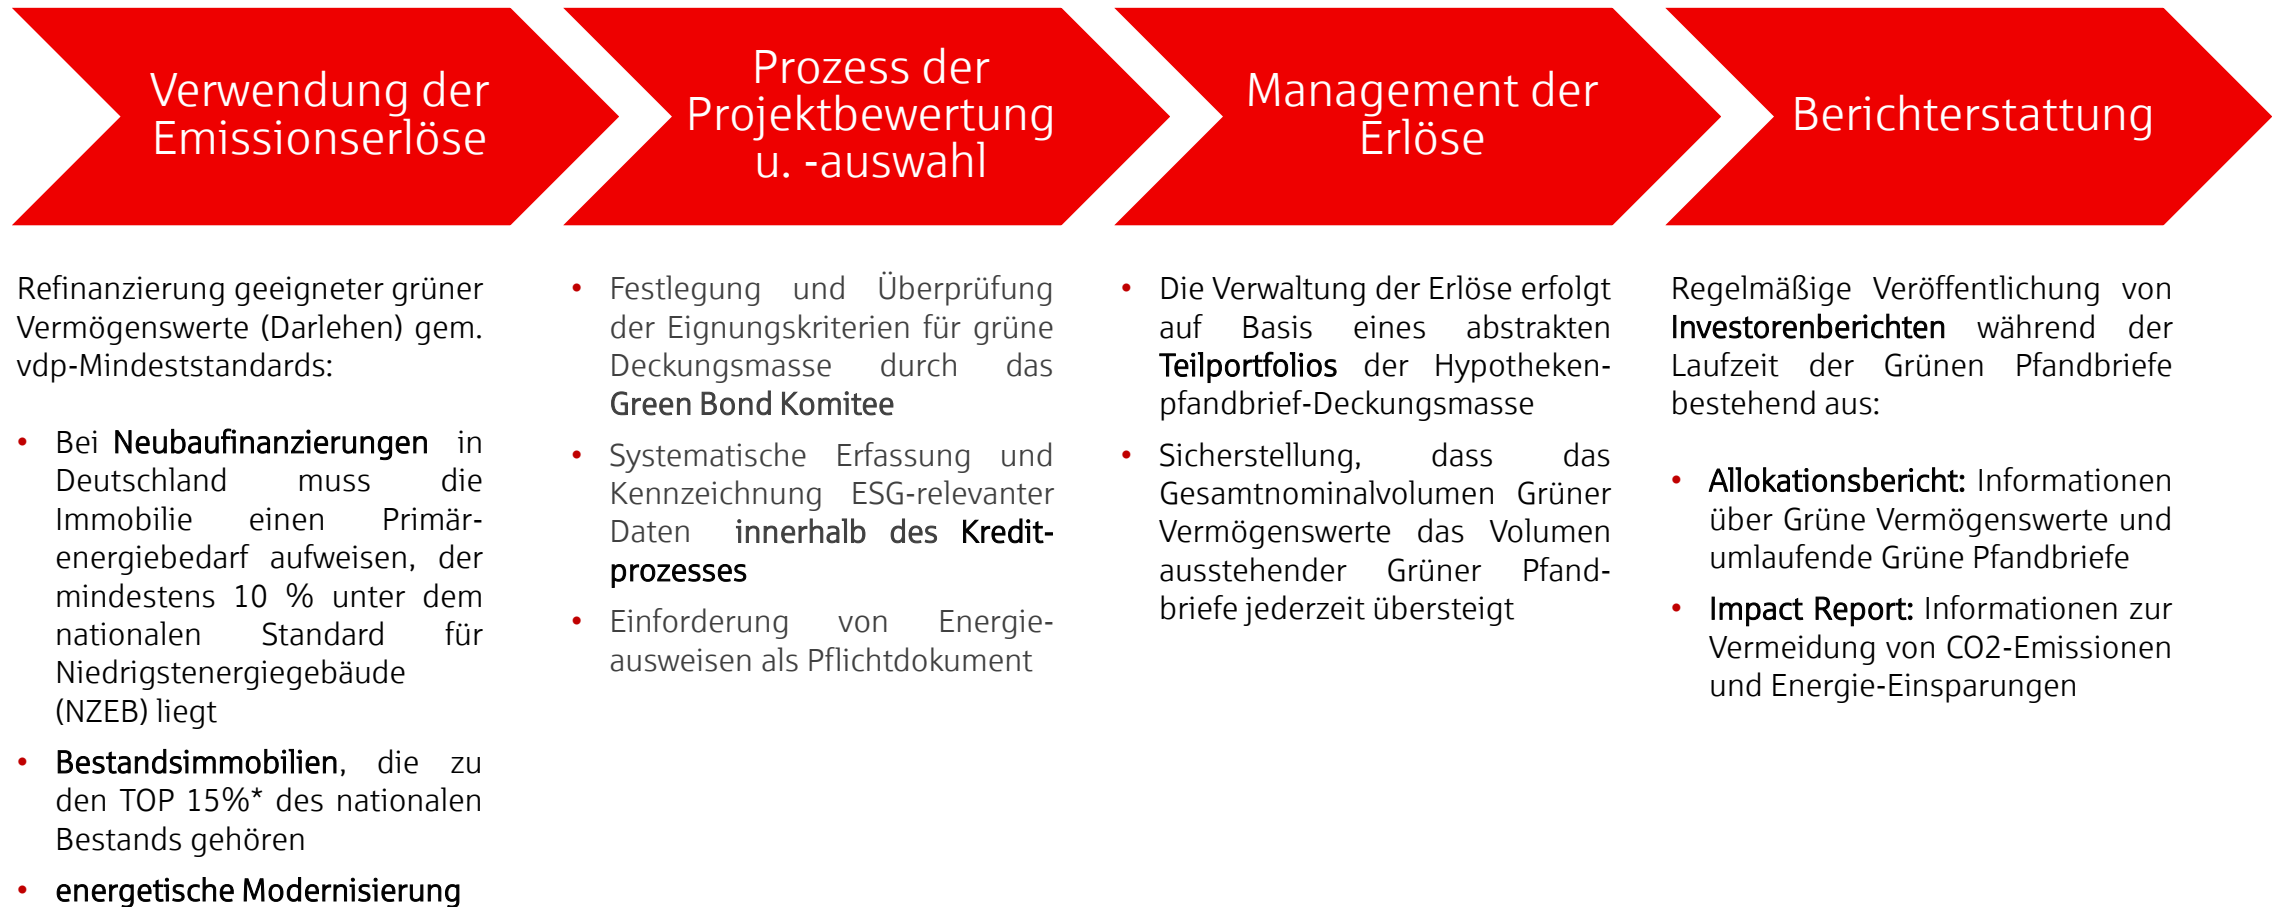 Verwendung der
Emissionserlöse
Prozess der
Projektbewertung
u. -auswahl
Management der
Erlöse
Berichterstattung
Refinanzierung geeigneter grüner
Vermögenswerte (Darlehen) gem.
vdp-Mindeststandards:
• Bei Neubaufinanzierungen in
Deutschland muss die
Immobilie einen Primär-
energiebedarf aufweisen, der
mindestens 10 % unter dem
nationalen Standard für
Niedrigstenergiegebäude
(NZEB) liegt
• Bestandsimmobilien, die zu
den TOP 15%* des nationalen
Bestands gehören
• energetische Modernisierung
• Festlegung und Überprüfung
der Eignungskriterien für grüne
Deckungsmasse durch das
Green Bond Komitee
• Systematische Erfassung und
Kennzeichnung ESG-relevanter
Daten innerhalb des Kredit-
prozesses
• Einforderung von Energie-
ausweisen als Pflichtdokument
• Die Verwaltung der Erlöse erfolgt
auf Basis eines abstrakten
Teilportfolios der Hypotheken-
pfandbrief-Deckungsmasse
• Sicherstellung, dass das
Gesamtnominalvolumen Grüner
Vermögenswerte das Volumen
ausstehender Grüner Pfand-
briefe jederzeit übersteigt
Regelmäßige Veröffentlichung von
Investorenberichten während der
Laufzeit der Grünen Pfandbriefe
bestehend aus:
• Allokationsbericht: Informationen
über Grüne Vermögenswerte und
umlaufende Grüne Pfandbriefe
• Impact Report: Informationen zur
Vermeidung von CO2-Emissionen
und Energie-Einsparungen